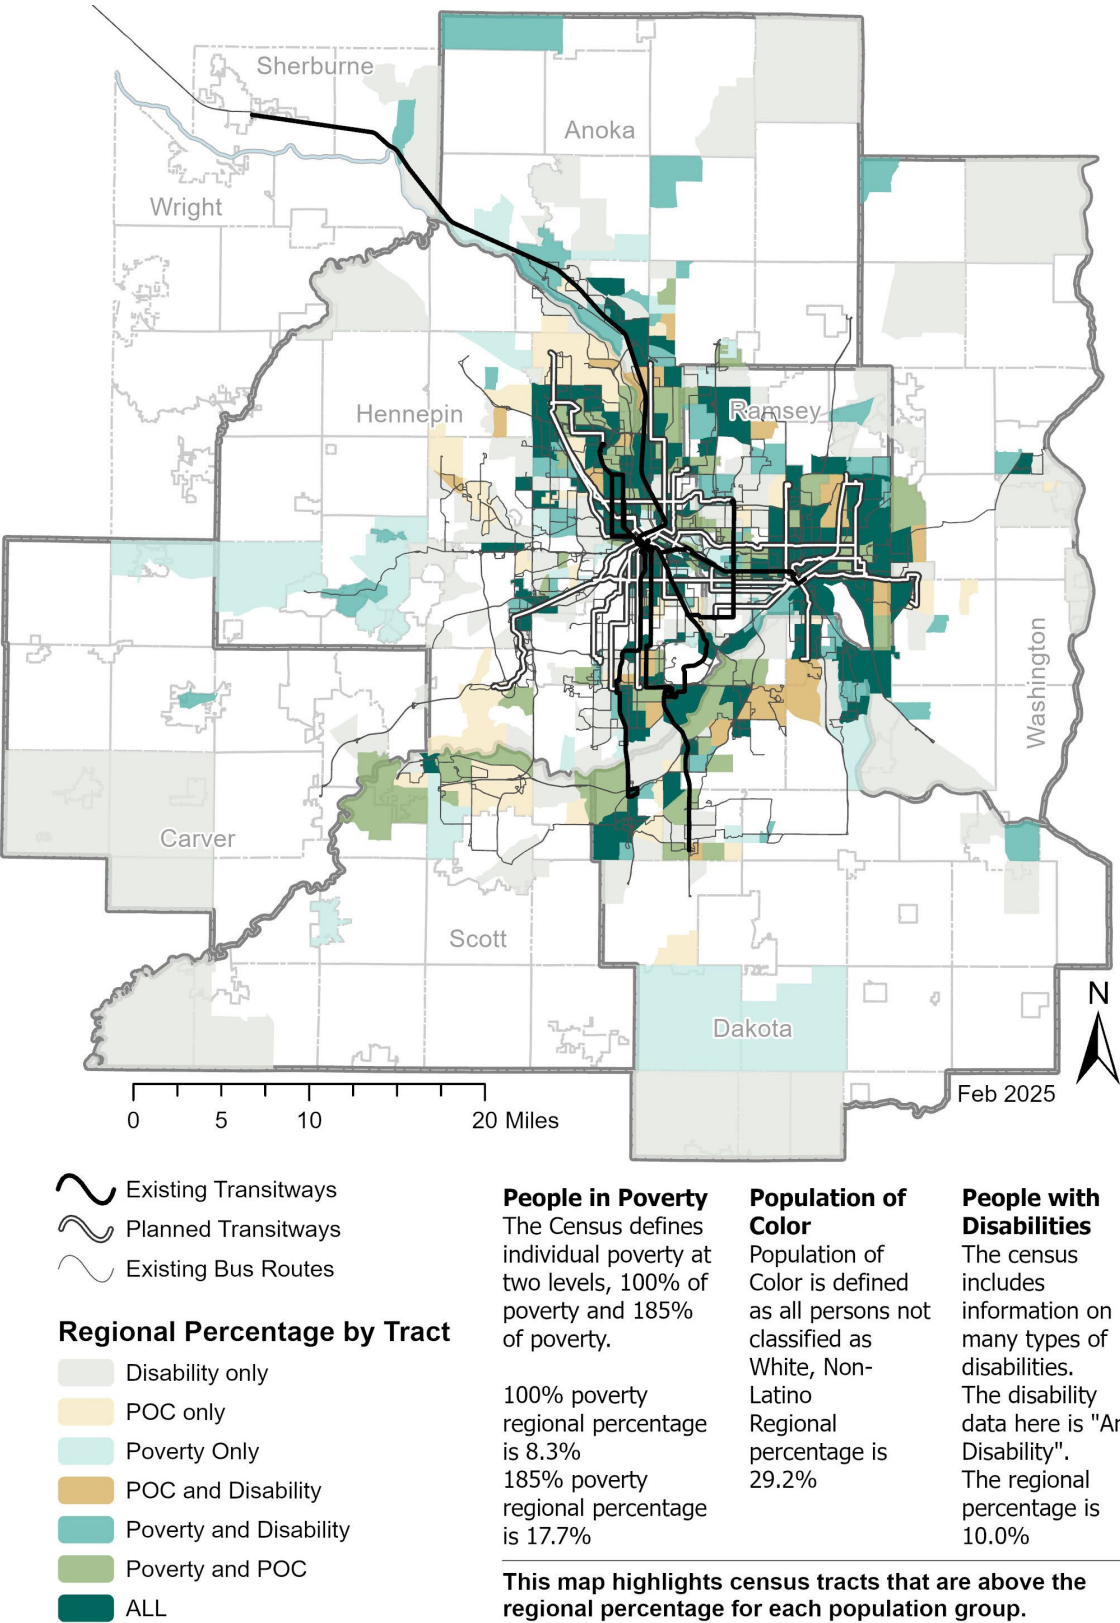 Sherburne
Anoka
Wright
Hennepin
Ramsey
Washington
Carver
Scott
Dakota
N
Feb 2025
0 5 10 20 Miles
Existing Transitways
Planned Transitways
Existing Bus Routes
Regional Percentage by Tract
Disability only
POC only
Poverty Only
POC and Disability
Poverty and Disability
Poverty and POC
ALL
People in Poverty
The Census defines
individual poverty at
two levels, 100% of
poverty and 185%
of poverty.
100% poverty
regional percentage
is 8.3%
185% poverty
regional percentage
is 17.7%
Population of
Color
Population of
Color is defined
as all persons not
classified as
White, Non-
Latino
Regional
percentage is
29.2%
People with
Disabilities
The census
includes
information on
many types of
disabilities.
The disability
data here is
Disability".
The regional
percentage is
10.0%
This map highlights census tracts that are above the
regional percentage for each population group.